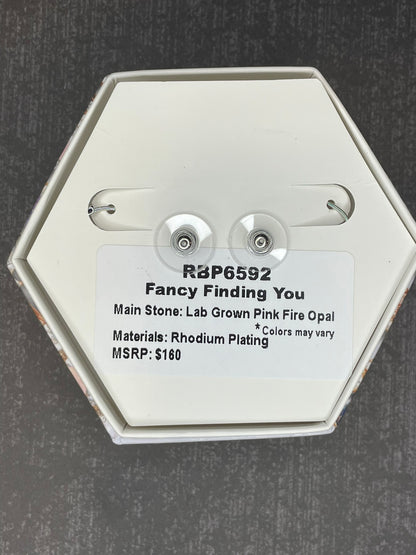 RBP6592
Fancy Finding You
Main Stone: Lab Grown Pink Fire Opal
*Colors may vary
Materials: Rhodium Plating
MSRP: $160